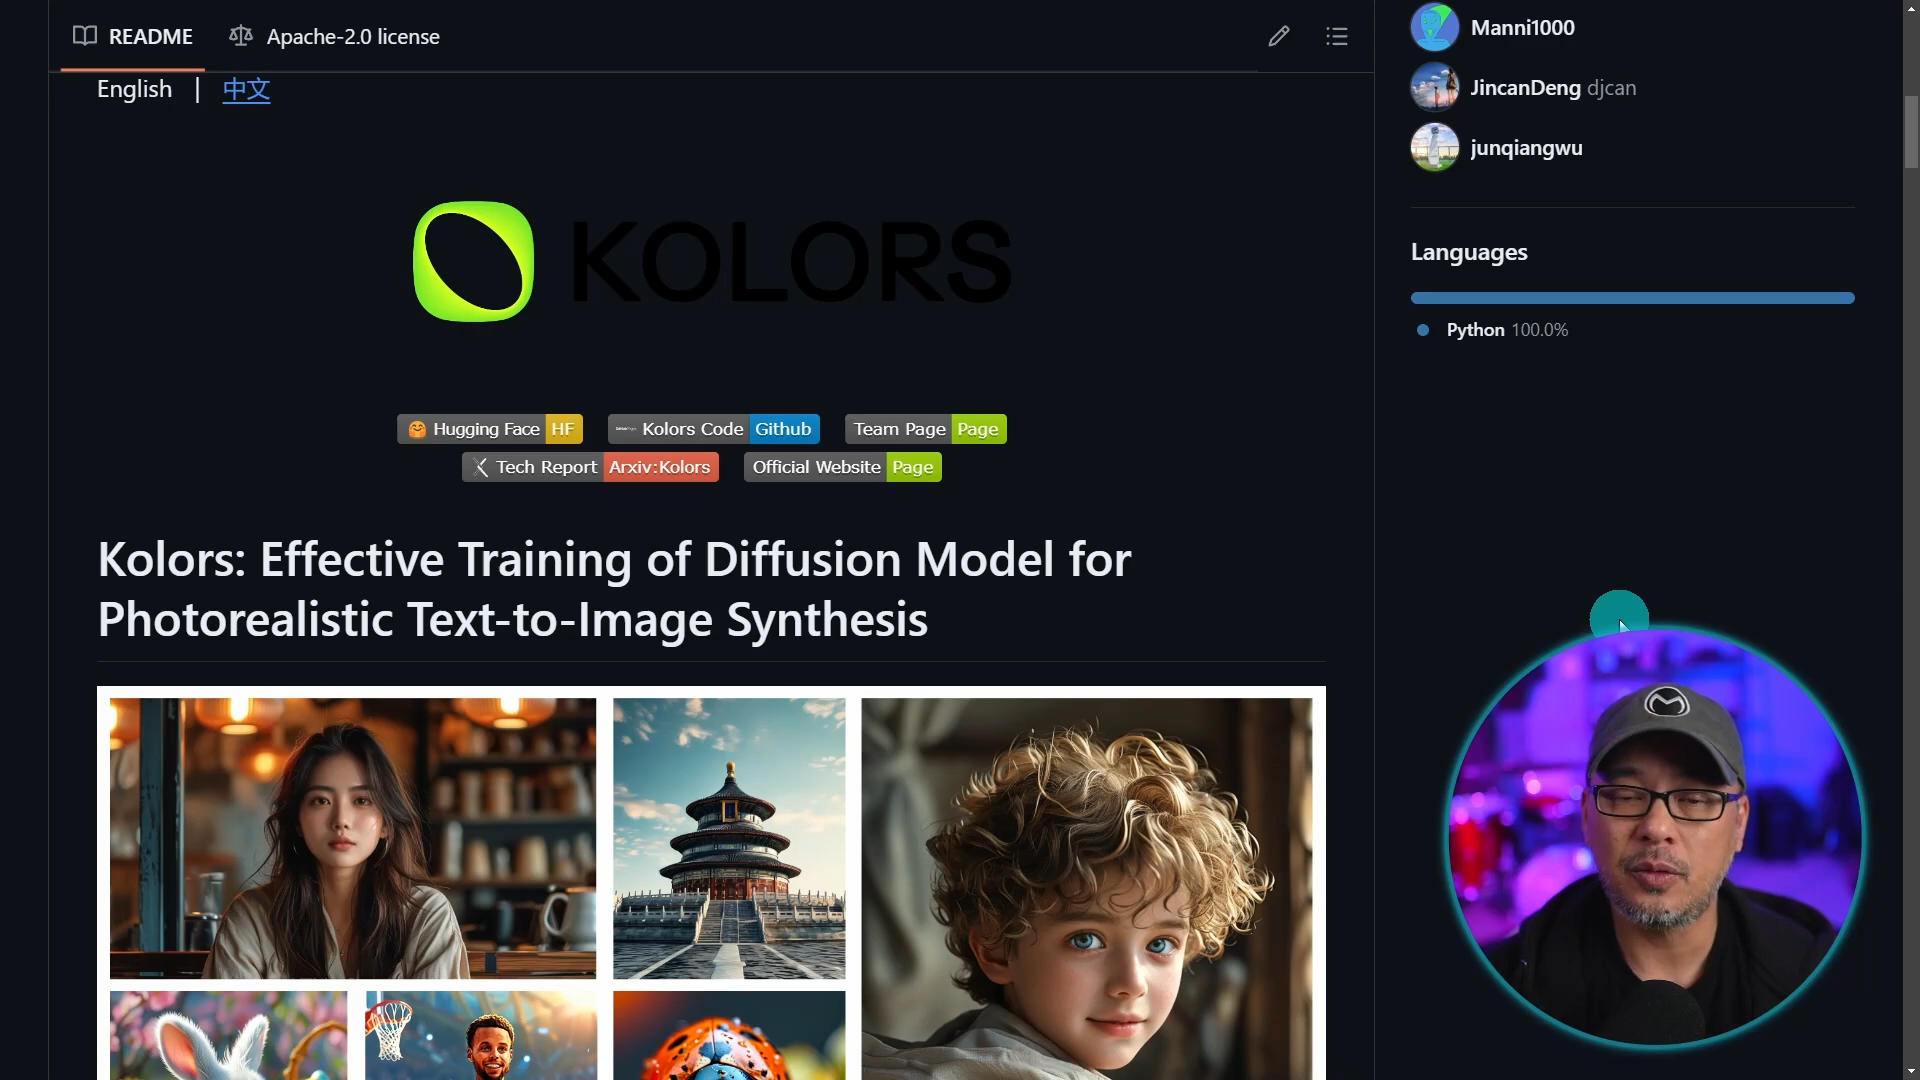 README
Apache-2.0 license
English | 中文
KOLORS
Hugging Face HF
Kolors Code Github
Team Page Page
Tech Report Arxiv:Kolors
Official Website Page
Kolors: Effective Training of Diffusion Model for
Photorealistic Text-to-Image Synthesis
Manni1000
JincanDeng djcan
junqiangwu
Languages
Python 100.0%